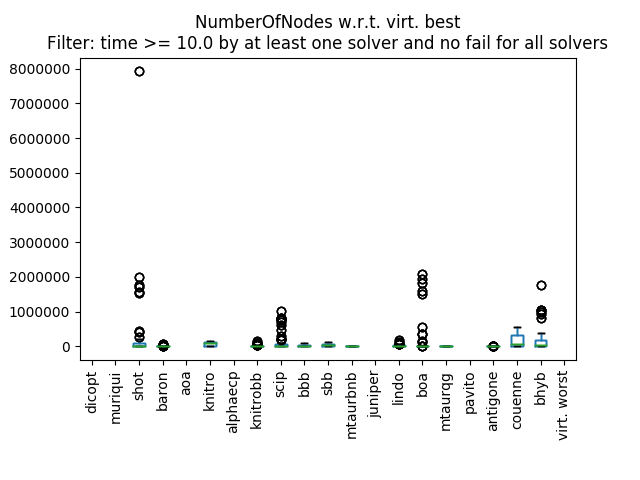 NumberOfNodes w.r.t. virt. best
Filter: time >= 10.0 by at least one solver and no fail for all solvers
8000000
7000000
6000000
5000000
4000000
3000000
2000000
1000000
0
dicopt
muriqui
shot
baron
aoa
knitro
alphaecp
knitrobb
scip
bbb
sbb
mtaurbnb
juniper
lindo
boa
mtaurqg
pavito
antigone
couenne
bhyb
virt. worst